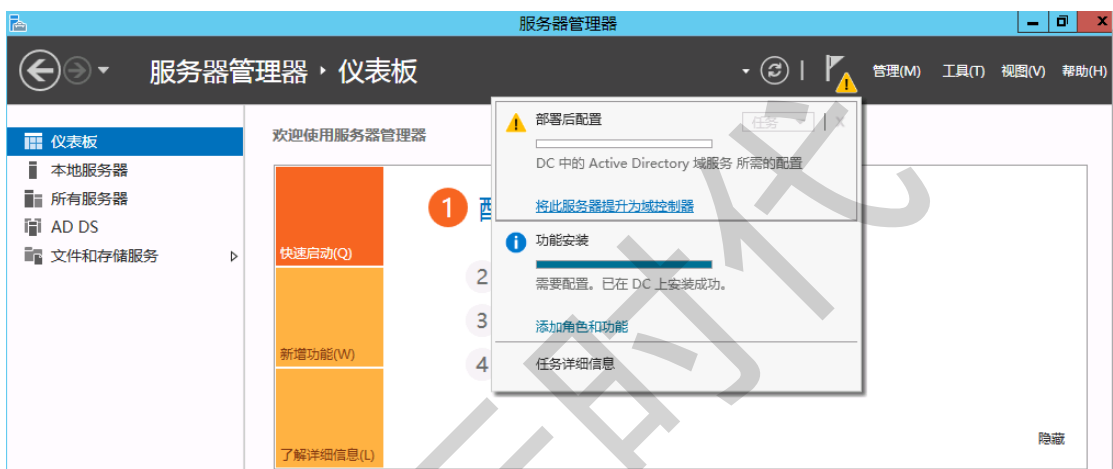 服务器管理器
服务器管理器 · 仪表板
管理(M) 工具(T) 视图(V) 帮助(H)
仪表板
本地服务器
所有服务器
AD DS
文件和存储服务
欢迎使用服务器管理器
快速启动(Q)
新增功能(W)
了解详细信息(L)
1
2
3
4
部署后配置
任务
X
DC 中的 Active Directory 域服务 所需的配置
将此服务器提升为域控制器
功能安装
需要配置。已在 DC 上安装成功。
添加角色和功能
任务详细信息
隐藏